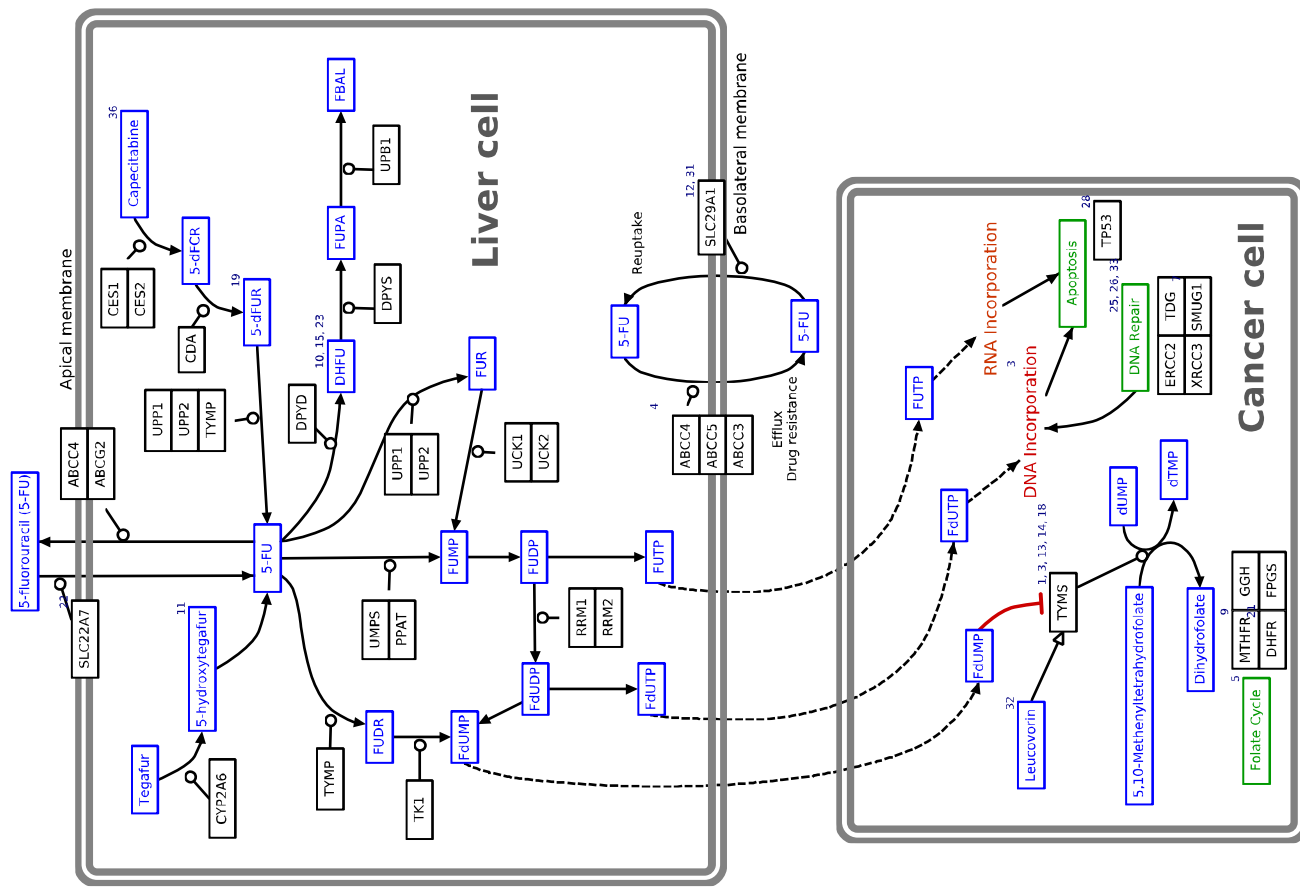 Liver cell
Apical membrane
Basolateral membrane
5-fluorouracil (5-FU)
ABCC4
ABCG2
22
SLC22A7
36
Capecitabine
CES1
CES2
5-dFCR
CDA
19
5-dFUR
UPP1
UPP2
TYMP
5-FU
11
5-hydroxytegafur
Tegafur
CYP2A6
DPYD
10, 15, 23
DHFU
DPYS
FUPA
UPB1
FBAL
UPP1
UPP2
FUR
UCK1
UCK2
UMPS
PPAT
FUMP
FUDP
FUTP
RRM1
RRM2
FdUDP
FdUTP
TYMP
FUDR
TK1
FdUMP
12, 31
SLC29A1
Reuptake
5-FU
5-FU
4
ABCC4
ABCC5
ABCC3
Efflux
Drug resistance
Cancer cell
FUTP
RNA Incorporation
28
TP53
Apoptosis
3
DNA Incorporation
25, 26, 33
DNA Repair
ERCC2
TDG
XRCC3
SMUG1
FdUTP
FdUMP
1, 3, 13, 14, 18
TYMS
32
Leucovorin
dUMP
dTMP
5,10-Methenyltetrahydrofolate
Dihydrofolate
9
MTHFR
GGH
21
DHFR
FPGS
5
Folate Cycle